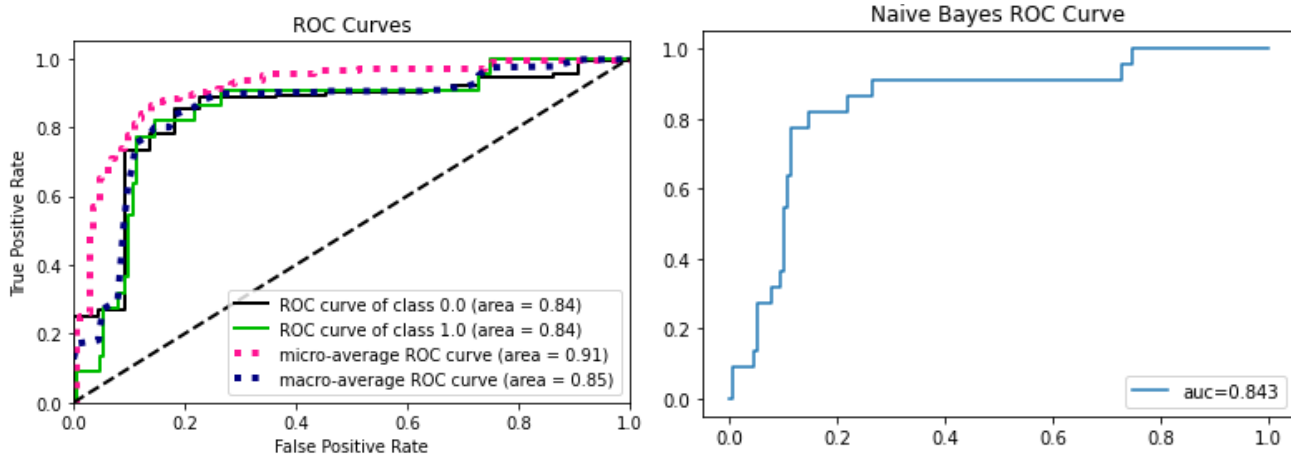 ROC Curves
True Positive Rate
1.0
0.8
0.6
0.4
0.2
0.0
ROC curve of class 0.0 (area = 0.84)
ROC curve of class 1.0 (area = 0.84)
micro-average ROC curve (area = 0.91)
macro-average ROC curve (area = 0.85)
0.0 0.2 0.4 0.6 0.8 1.0
False Positive Rate
Naive Bayes ROC Curve
1.0
0.8
0.6
0.4
0.2
0.0
auc=0.843
0.0 0.2 0.4 0.6 0.8 1.0